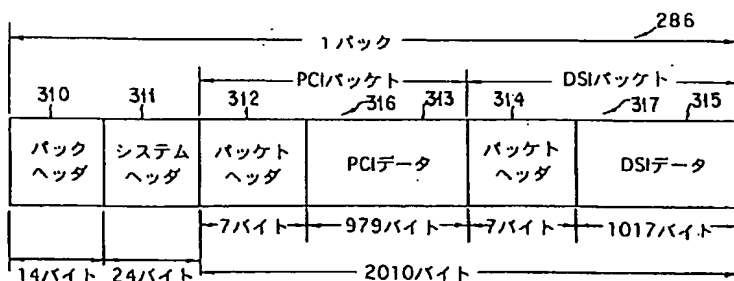 286
1パック
PCIパケット
DSIパケット
310
311
312
316
313
314
317
315
パック
ヘッダ
システム
ヘッダ
パケット
ヘッダ
PCIデータ
パケット
ヘッダ
DSIデータ
7バイト
979バイト
7バイト
1017バイト
14バイト
24バイト
2010バイト